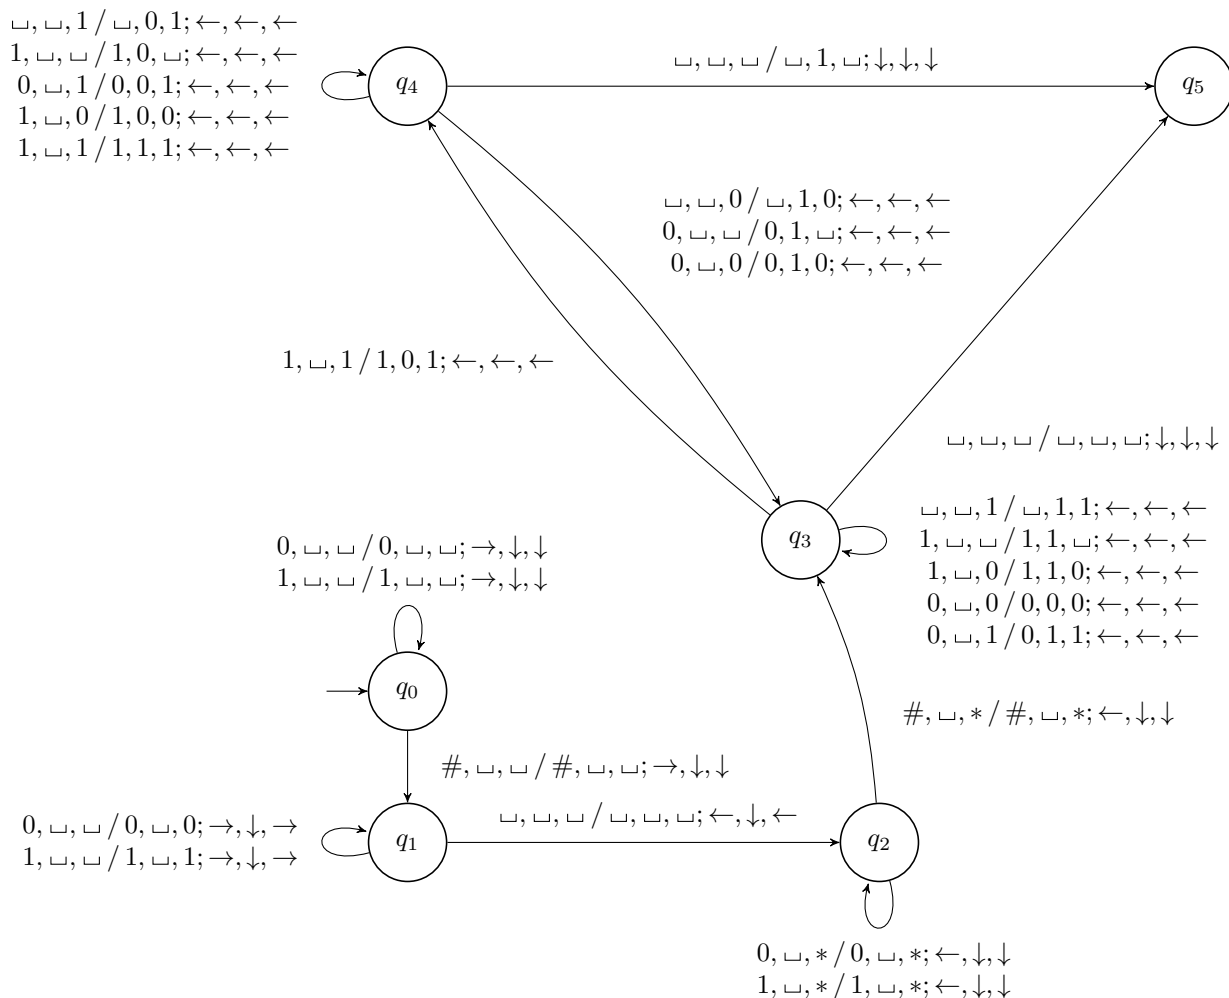 ␣, ␣, 1 / ␣, 0, 1; ←, ←, ←
1, ␣, ␣ / 1, 0, ␣; ←, ←, ←
0, ␣, 1 / 0, 0, 1; ←, ←, ←
1, ␣, 0 / 1, 0, 0; ←, ←, ←
1, ␣, 1 / 1, 1, 1; ←, ←, ←
q4
␣, ␣, ␣ / ␣, 1, ␣; ↓, ↓, ↓
q5
␣, ␣, 0 / ␣, 1, 0; ←, ←, ←
0, ␣, ␣ / 0, 1, ␣; ←, ←, ←
0, ␣, 0 / 0, 1, 0; ←, ←, ←
1, ␣, 1 / 1, 0, 1; ←, ←, ←
␣, ␣, ␣ / ␣, ␣, ␣; ↓, ↓, ↓
q3
␣, ␣, 1 / ␣, 1, 1; ←, ←, ←
1, ␣, ␣ / 1, 1, ␣; ←, ←, ←
1, ␣, 0 / 1, 1, 0; ←, ←, ←
0, ␣, 0 / 0, 0, 0; ←, ←, ←
0, ␣, 1 / 0, 1, 1; ←, ←, ←
0, ␣, ␣ / 0, ␣, ␣; →, ↓, ↓
1, ␣, ␣ / 1, ␣, ␣; →, ↓, ↓
q0
#, ␣, * / #, ␣, *; ←, ↓, ↓
#, ␣, ␣ / #, ␣, ␣; →, ↓, ↓
0, ␣, ␣ / 0, ␣, 0; →, ↓, →
1, ␣, ␣ / 1, ␣, 1; →, ↓, →
q1
␣, ␣, ␣ / ␣, ␣, ␣; ←, ↓, ←
q2
0, ␣, * / 0, ␣, *; ←, ↓, ↓
1, ␣, * / 1, ␣, *; ←, ↓, ↓